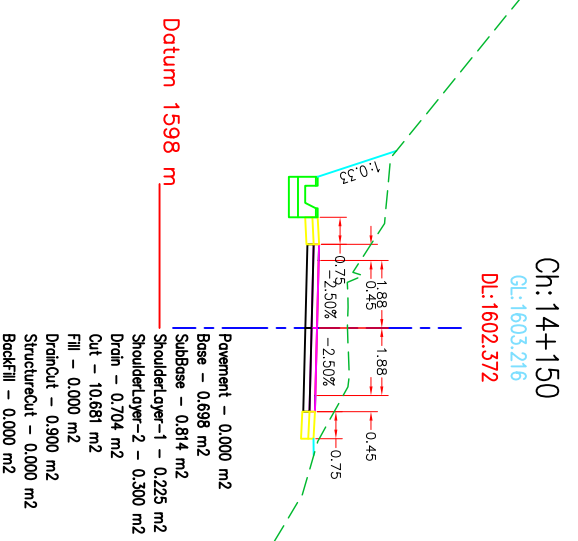 Ch: 14+150
GL:1603.216
DL:1602.372
1:0.33
0.75
0.45
1.88
1.88
0.45
0.75
-2.50%
-2.50%
Datum 1598 m
Pavement - 0.000 m2
Base - 0.698 m2
SubBase - 0.814 m2
ShoulderLayer-1 - 0.225 m2
ShoulderLayer-2 - 0.300 m2
Drain - 0.704 m2
Cut - 10.681 m2
Fill - 0.000 m2
DrainCut - 0.900 m2
StructureCut - 0.000 m2
BackFill - 0.000 m2